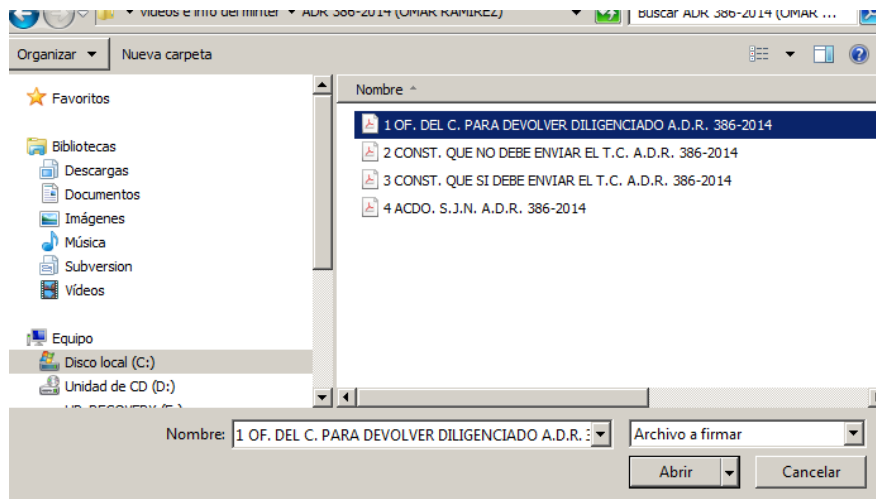 videos e info del minter ▾ ADR 386-2014 (OMAR RAMIREZ)
Buscar ADR 386-2014 (OMAR ...
Organizar
Nueva carpeta
Favoritos
Bibliotecas
Descargas
Documentos
Imágenes
Música
Subversion
Vídeos
Equipo
Disco local (C:)
Unidad de CD (D:)
HP_RECOVERY (E:)
Nombre
1 OF. DEL C. PARA DEVOLVER DILIGENCIADO A.D.R. 386-2014
2 CONST. QUE NO DEBE ENVIAR EL T.C. A.D.R. 386-2014
3 CONST. QUE SI DEBE ENVIAR EL T.C. A.D.R. 386-2014
4 ACDO. S.J.N. A.D.R. 386-2014
Nombre: 1 OF. DEL C. PARA DEVOLVER DILIGENCIADO A.D.R. 3
Archivo a firmar
Abrir
Cancelar